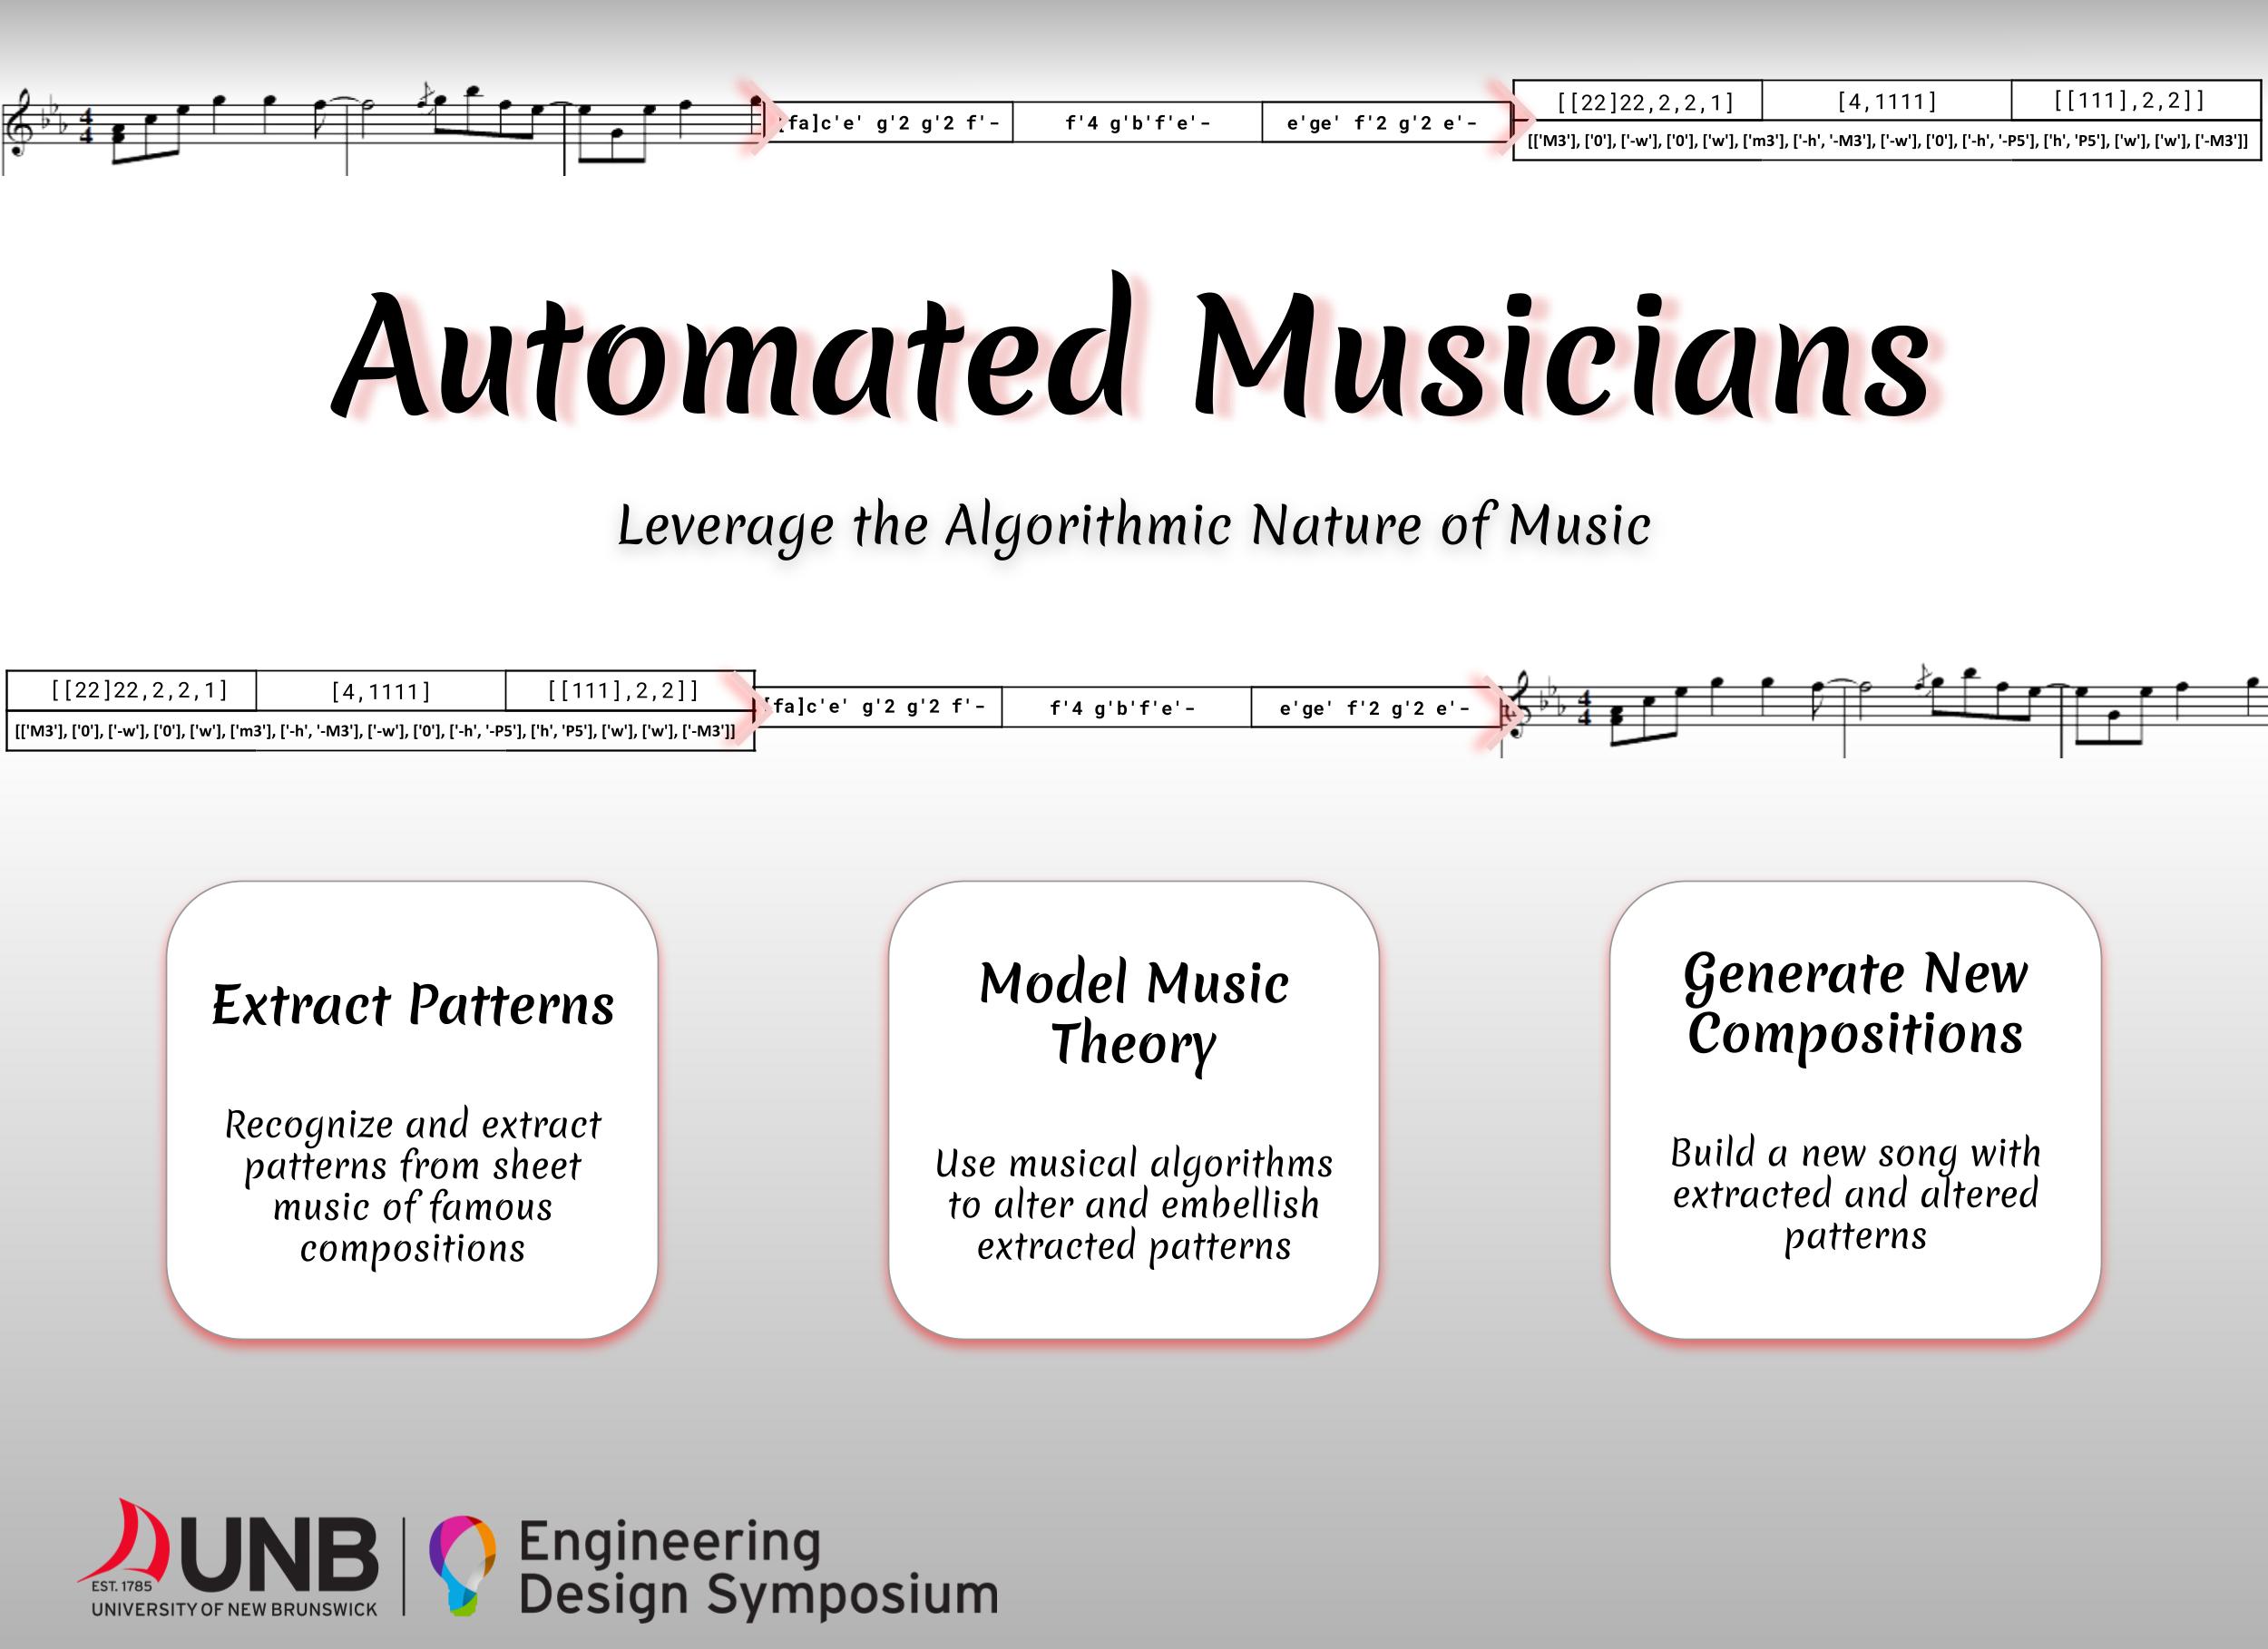 4
4
[fa]c'e' g'2 g'2 f'-
f'4 g'b'f'e'-
e'ge' f'2 g'2 e'-
[[22]22,2,2,1]
[4,1111]
[[111],2,2]]
[['M3'], ['0'], ['-w'], ['0'], ['w'], ['m3'], ['-h', '-M3'], ['-w'], ['0'], ['-h', '-P5'], ['h', 'P5'], ['w'], ['w'], ['-M3']]
Automated Musicians
Leverage the Algorithmic Nature of Music
[[22]22,2,2,1]
[4,1111]
[[111],2,2]]
[['M3'], ['0'], ['-w'], ['0'], ['w'], ['m3'], ['-h', '-M3'], ['-w'], ['0'], ['-h', '-P5'], ['h', 'P5'], ['w'], ['w'], ['-M3']]
[fa]c'e' g'2 g'2 f'-
f'4 g'b'f'e'-
e'ge' f'2 g'2 e'-
4
4
Extract Patterns
Recognize and extract
patterns from sheet
music of famous
compositions
Model Music
Theory
Use musical algorithms
to alter and embellish
extracted patterns
Generate New
Compositions
Build a new song with
extracted and altered
patterns
UNB
EST. 1785
UNIVERSITY OF NEW BRUNSWICK
Engineering
Design Symposium